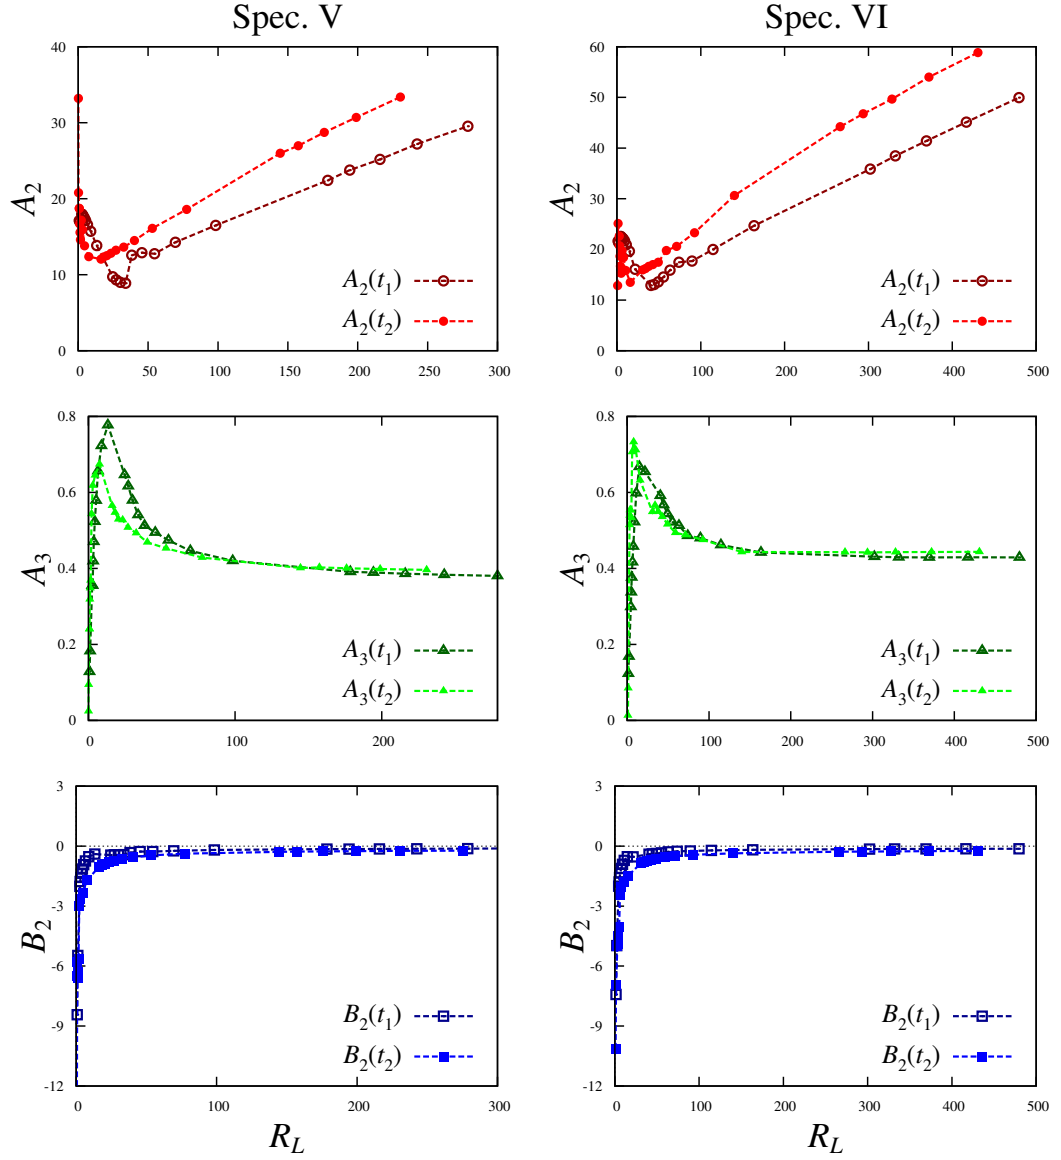 Spec. V
Spec. VI
40
30
20
10
0
A₂
A₂(t₁)
A₂(t₂)
0 50 100 150 200 250 300
60
50
40
30
20
10
0
A₂
A₂(t₁)
A₂(t₂)
0 100 200 300 400 500
0.8
0.6
0.4
0.2
0
A₃
A₃(t₁)
A₃(t₂)
0 100 200
0.8
0.6
0.4
0.2
0
A₃
A₃(t₁)
A₃(t₂)
0 100 200 300 400 500
3
0
-3
-6
-9
-12
B₂
B₂(t₁)
B₂(t₂)
0 100 200 300
R_L
3
0
-3
-6
-9
-12
B₂
B₂(t₁)
B₂(t₂)
0 100 200 300 400 500
R_L